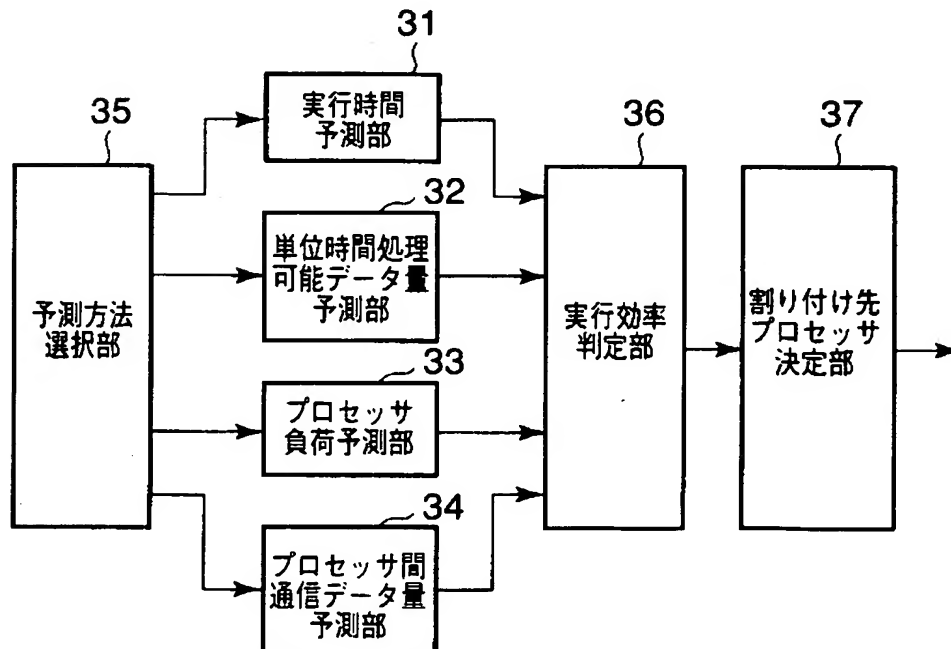 35
予測方法
選択部
31
実行時間
予測部
32
単位時間処理
可能データ量
予測部
33
プロセッサ
負荷予測部
34
プロセッサ間
通信データ量
予測部
36
実行効率
判定部
37
割り付け先
プロセッサ
決定部